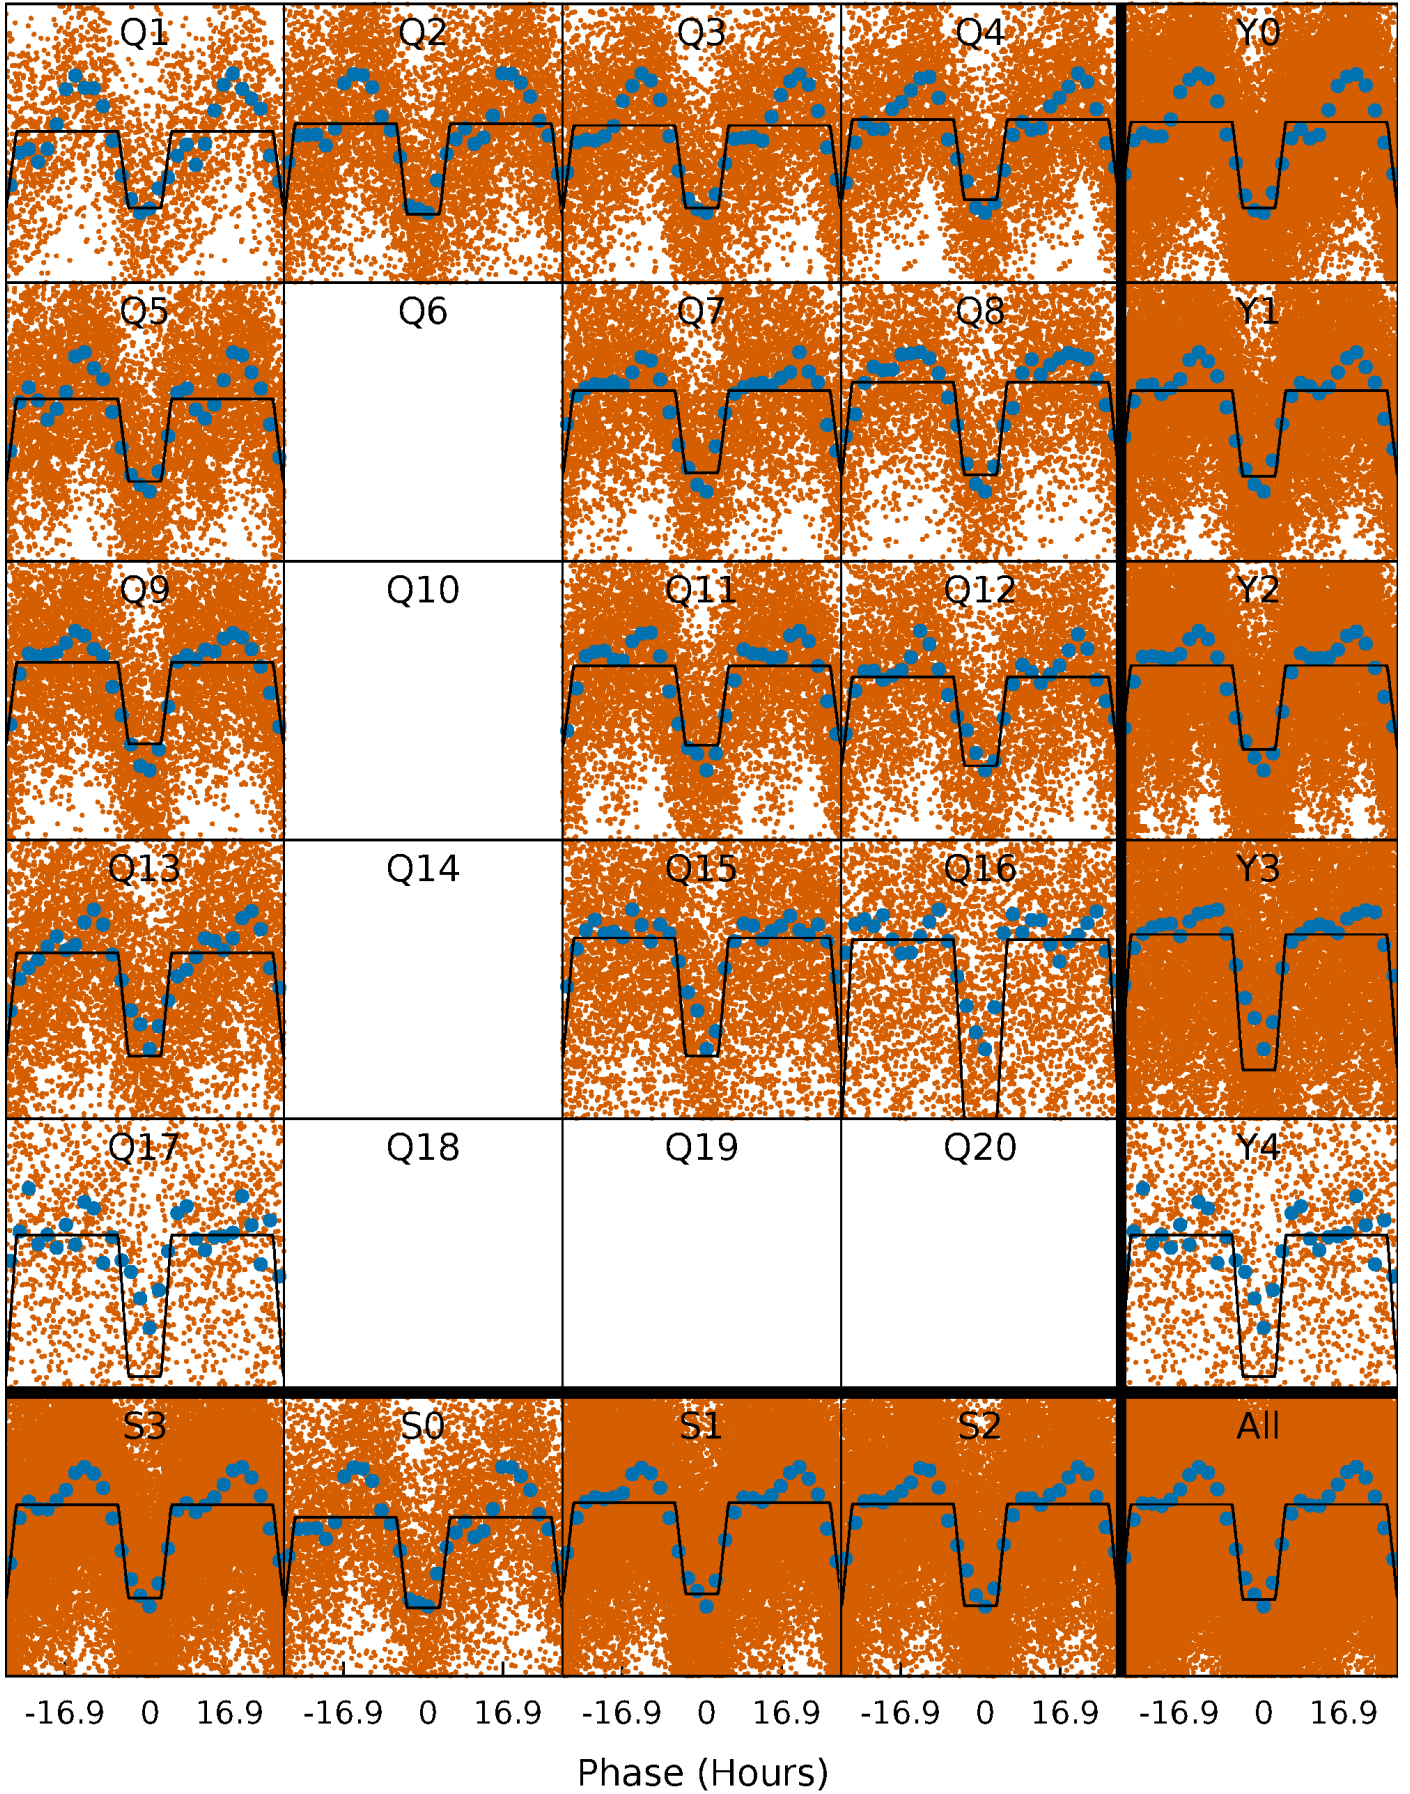 Q1 Q2 Q3 Q4 Y0
Q5 Q6 Q7 Q8 Y1
Q9 Q10 Q11 Q12 Y2
Q13 Q14 Q15 Q16 Y3
Q17 Q18 Q19 Q20 Y4
S3 S0 S1 S2 All
-16.9 0 16.9 -16.9 0 16.9 -16.9 0 16.9 -16.9 0 16.9 -16.9 0 16.9
Phase (Hours)